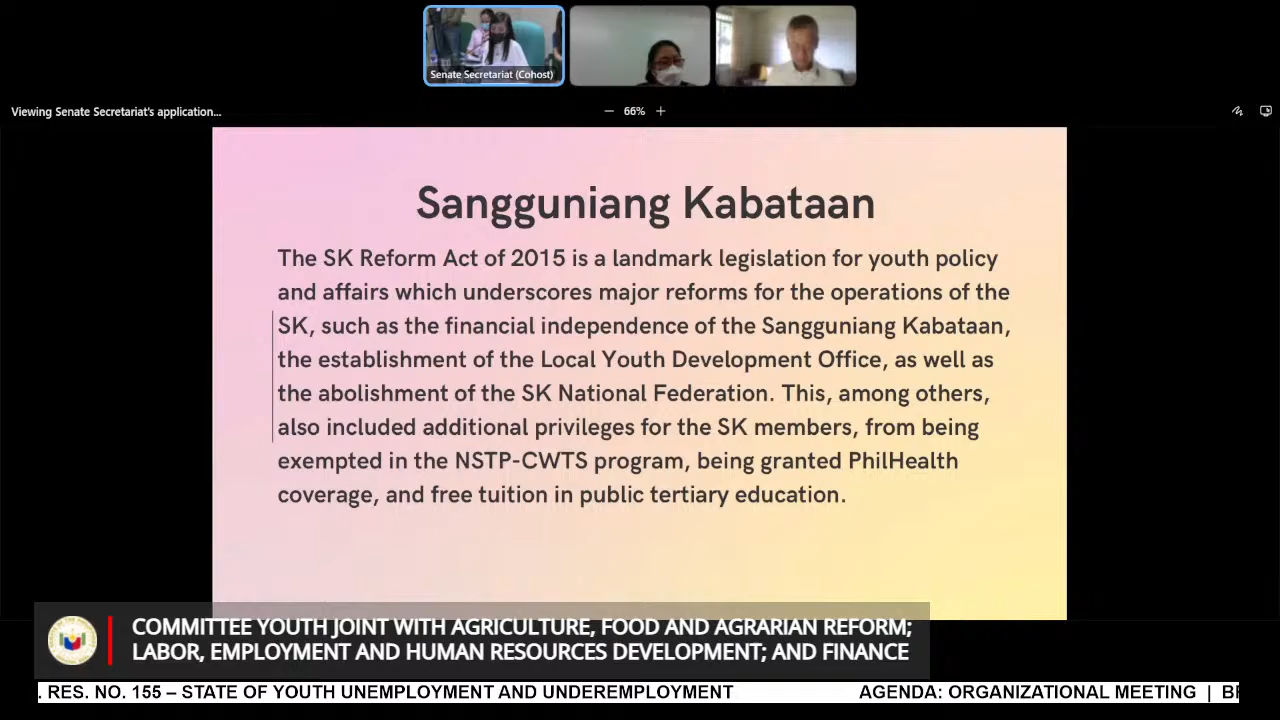 Senate Secretariat (Cohost)
Viewing Senate Secretariat's application...
66%
Sangguniang Kabataan
The SK Reform Act of 2015 is a landmark legislation for youth policy
and affairs which underscores major reforms for the operations of the
SK, such as the financial independence of the Sangguniang Kabataan,
the establishment of the Local Youth Development Office, as well as
the abolishment of the SK National Federation. This, among others,
also included additional privileges for the SK members, from being
exempted in the NSTP-CWTS program, being granted PhilHealth
coverage, and free tuition in public tertiary education.
COMMITTEE YOUTH JOINT WITH AGRICULTURE, FOOD AND AGRARIAN REFORM;
LABOR, EMPLOYMENT AND HUMAN RESOURCES DEVELOPMENT; AND FINANCE
. RES. NO. 155 – STATE OF YOUTH UNEMPLOYMENT AND UNDEREMPLOYMENT AGENDA: ORGANIZATIONAL MEETING |